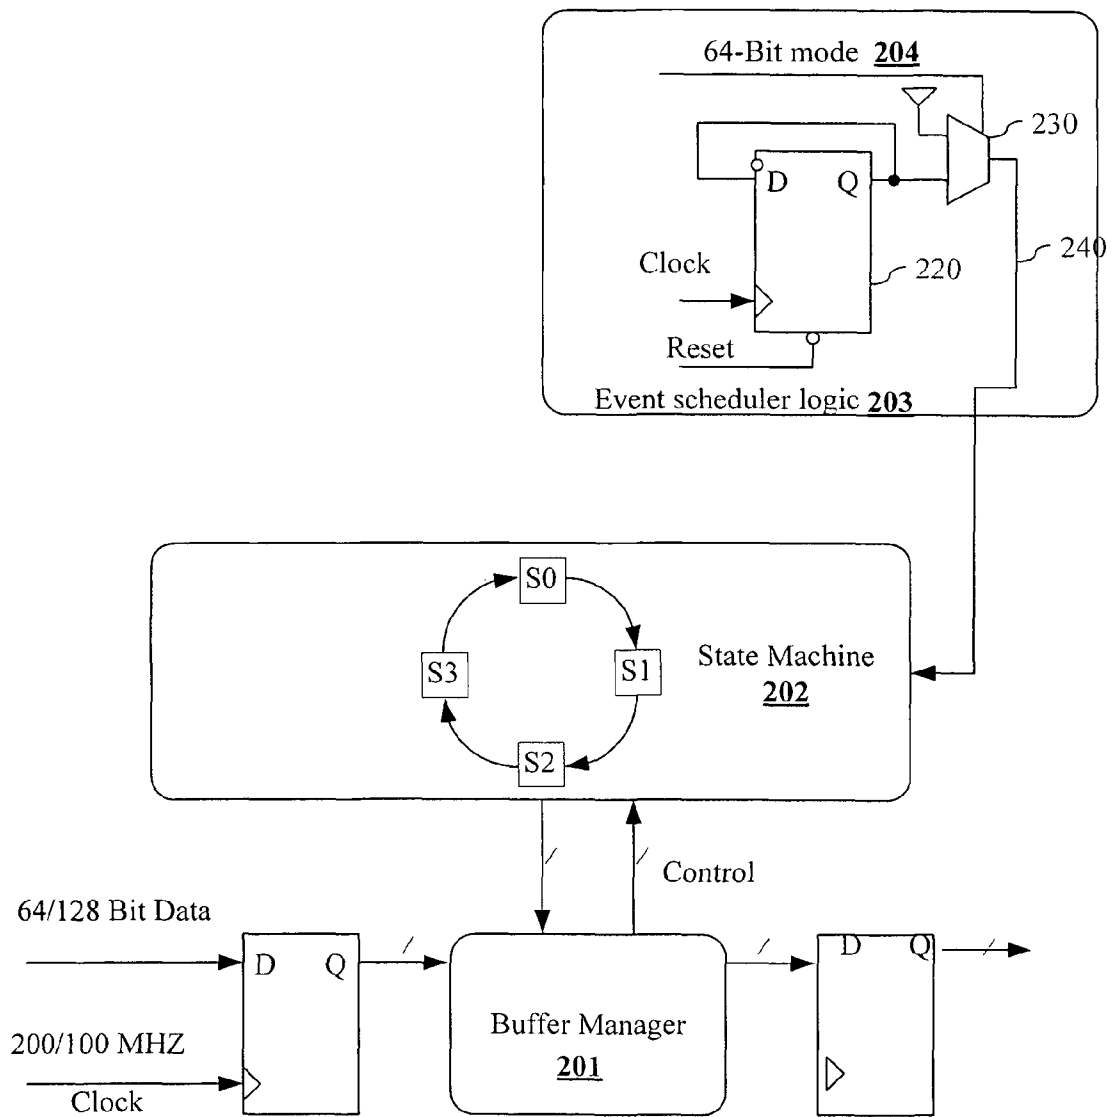 64-Bit mode 204
230
D Q
240
Clock
220
Reset
Event scheduler logic 203
S0
S3
S1
S2
State Machine
202
Control
64/128 Bit Data
D Q
D Q
200/100 MHZ
Clock
Buffer Manager
201